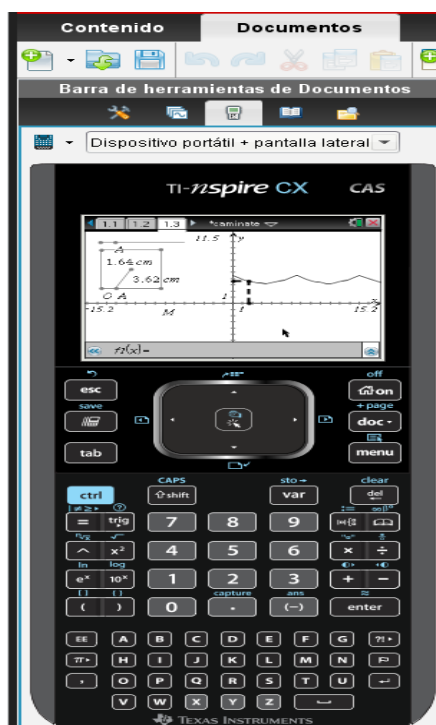 Contenido Documentos
Barra de herramientas de Documentos
Dispositivo portátil + pantalla lateral
TI-nspire CX CAS
1.1 1.2 1.3 *caminate
11.5 y
A
1.64 cm
3.62 cm
O A 1 x
-15.2 M 1 15.2
f1(x)=
off
esc on
save + page
doc
tab menu
CAPS sto→ clear
ctrl shift var del
= trig 7 8 9
^ x² 4 5 6 × ÷
ln log
eˣ 10ˣ 1 2 3 + −
capture ans
( ) 0 . (−) enter
EE A B C D E F G ?!
π H I J K L M N
, O P Q R S T U
V W X Y Z
TEXAS INSTRUMENTS